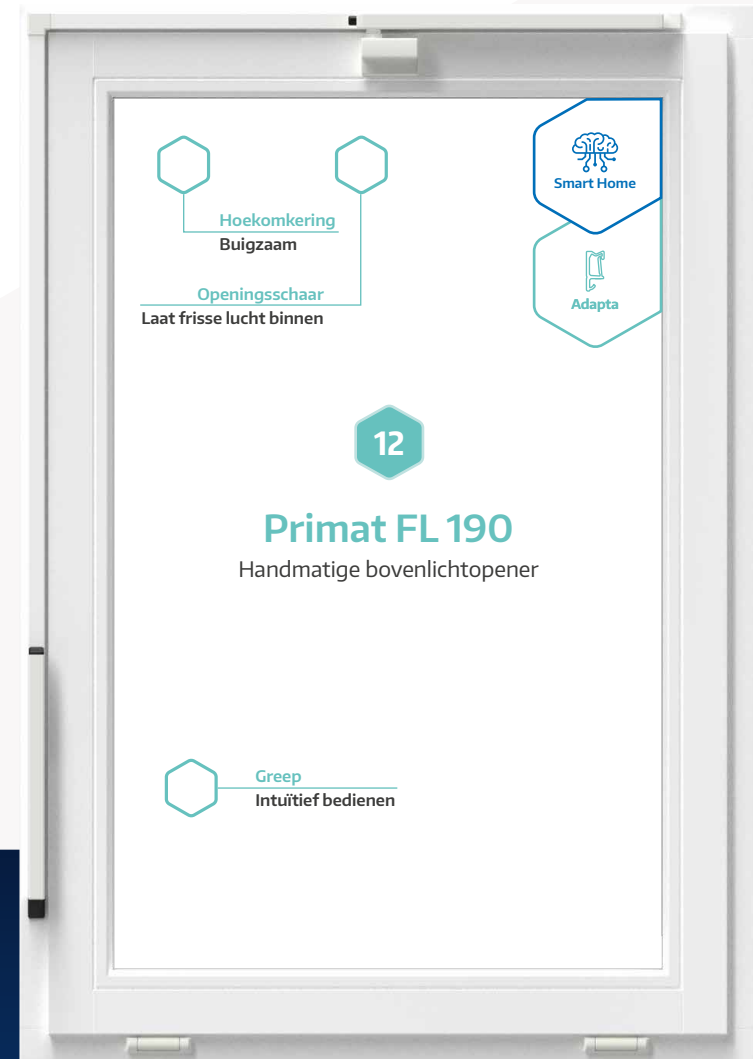 Smart Home
Hoekomkering
Buigzaam
Openingsschaar
Adapta
Laat frisse lucht binnen
12
Primat FL 190
Handmatige bovenlichtopener
Greep
Intuïtief bedienen